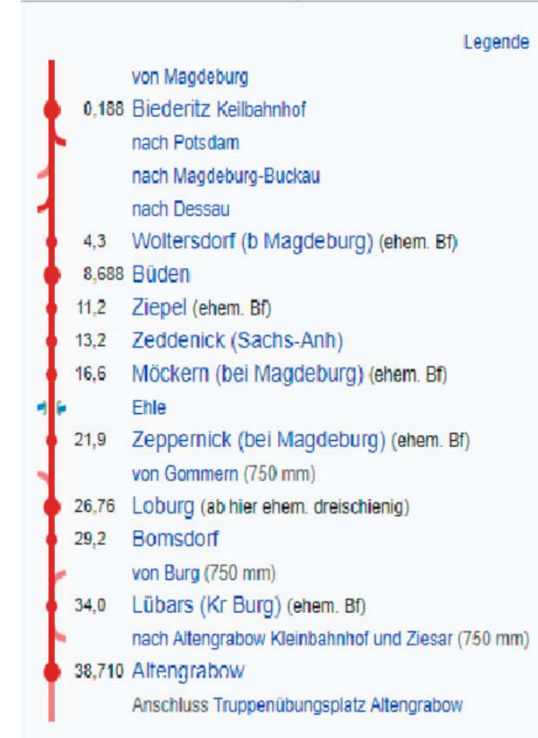 Legende
von Magdeburg
0,188 Biederitz Keilbahnhof
nach Potsdam
nach Magdeburg-Buckau
nach Dessau
4,3 Woltersdorf (b Magdeburg) (ehem. Bf)
8,688 Büden
11,2 Ziepel (ehem. Bf)
13,2 Zeddenick (Sachs-Anh)
16,6 Möckern (bei Magdeburg) (ehem. Bf)
Ehle
21,9 Zeppernick (bei Magdeburg) (ehem. Bf)
von Gommern (750 mm)
26,76 Loburg (ab hier ehem. dreischienig)
29,2 Bomsdorf
von Burg (750 mm)
34,0 Lübars (Kr Burg) (ehem. Bf)
nach Altengrabow Kleinbahnhof und Ziesar (750 mm)
38,710 Altengrabow
Anschluss Truppenübungsplatz Altengrabow